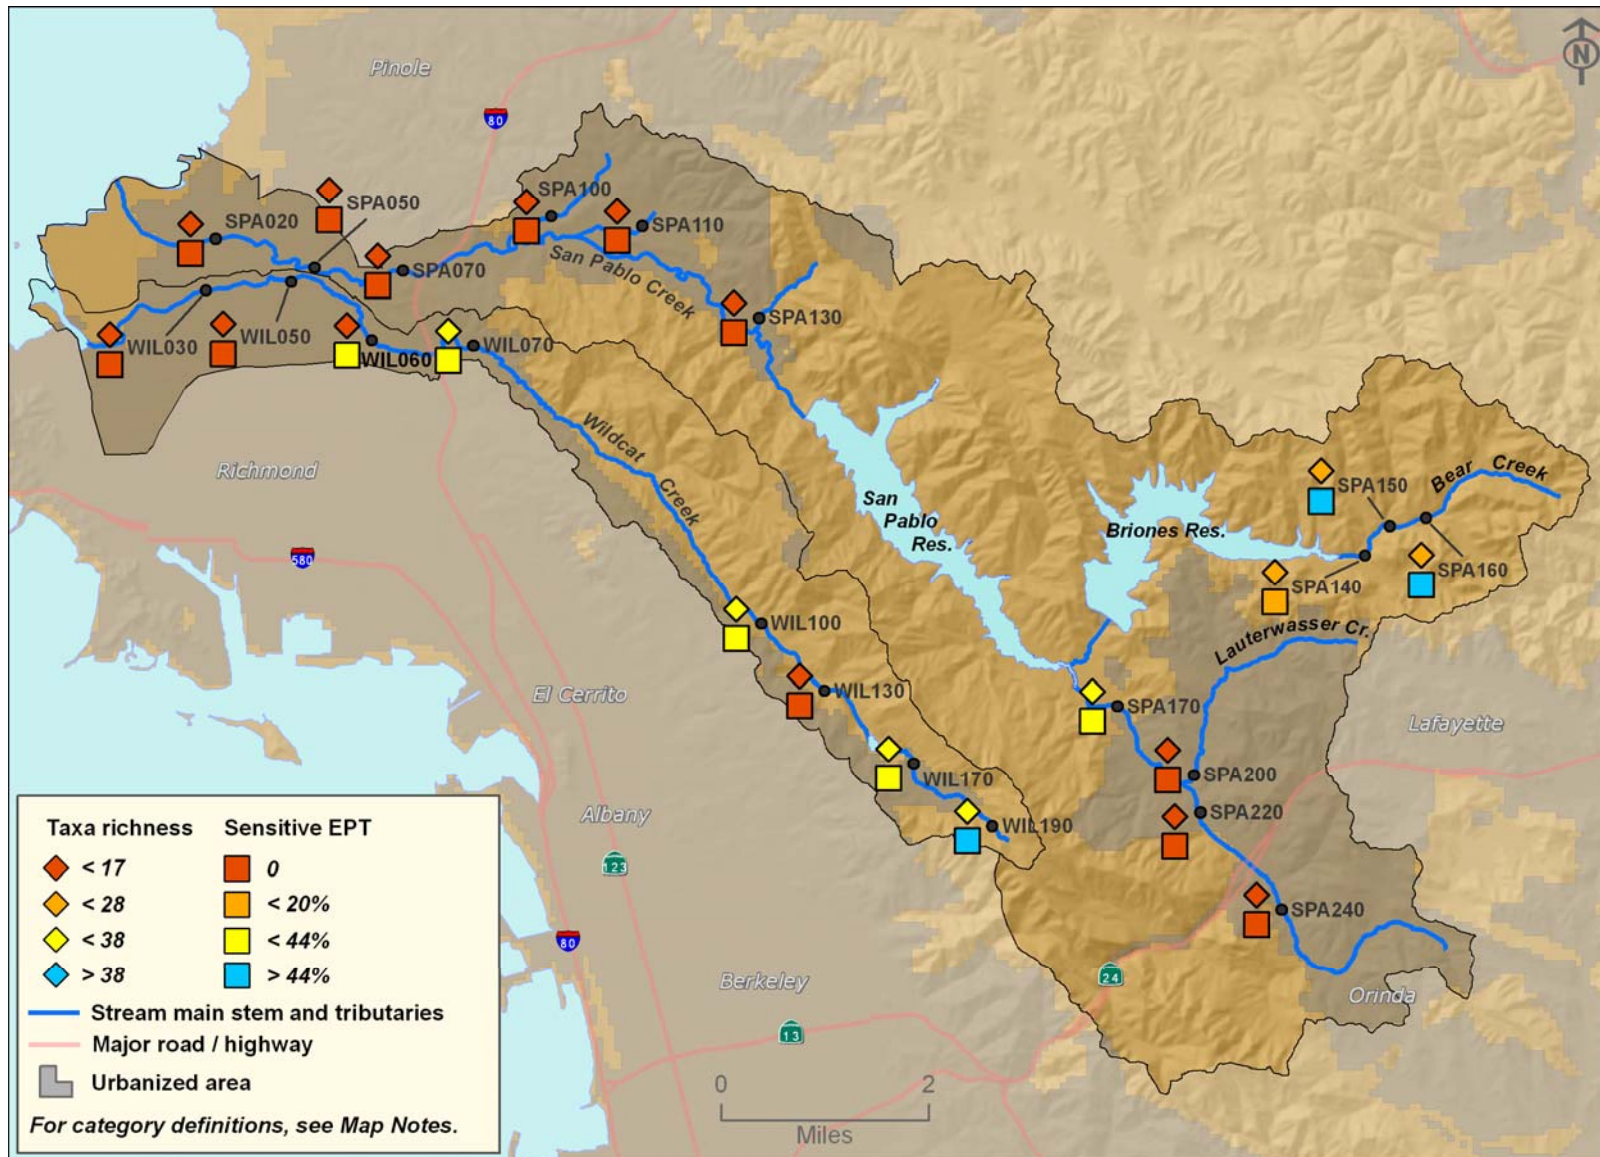 N
Pinole
80
SPA100
SPA050
SPA020
SPA110
SPA070
San Pablo Creek
SPA130
WIL030
WIL050
WIL060
WIL070
Wildcat
Creek
Richmond
San
Pablo
Res.
Briones Res.
SPA150
Bear Creek
SPA140
SPA160
580
Lauterwasser Cr.
WIL100
El Cerrito
WIL130
SPA170
Lafayette
WIL170
SPA200
SPA220
Albany
WIL190
123
SPA240
80
Berkeley
24
Orinda
13
Taxa richness
Sensitive EPT
< 17
0
< 28
< 20%
< 38
< 44%
> 38
> 44%
Stream main stem and tributaries
Major road / highway
Urbanized area
For category definitions, see Map Notes.
0 2
Miles